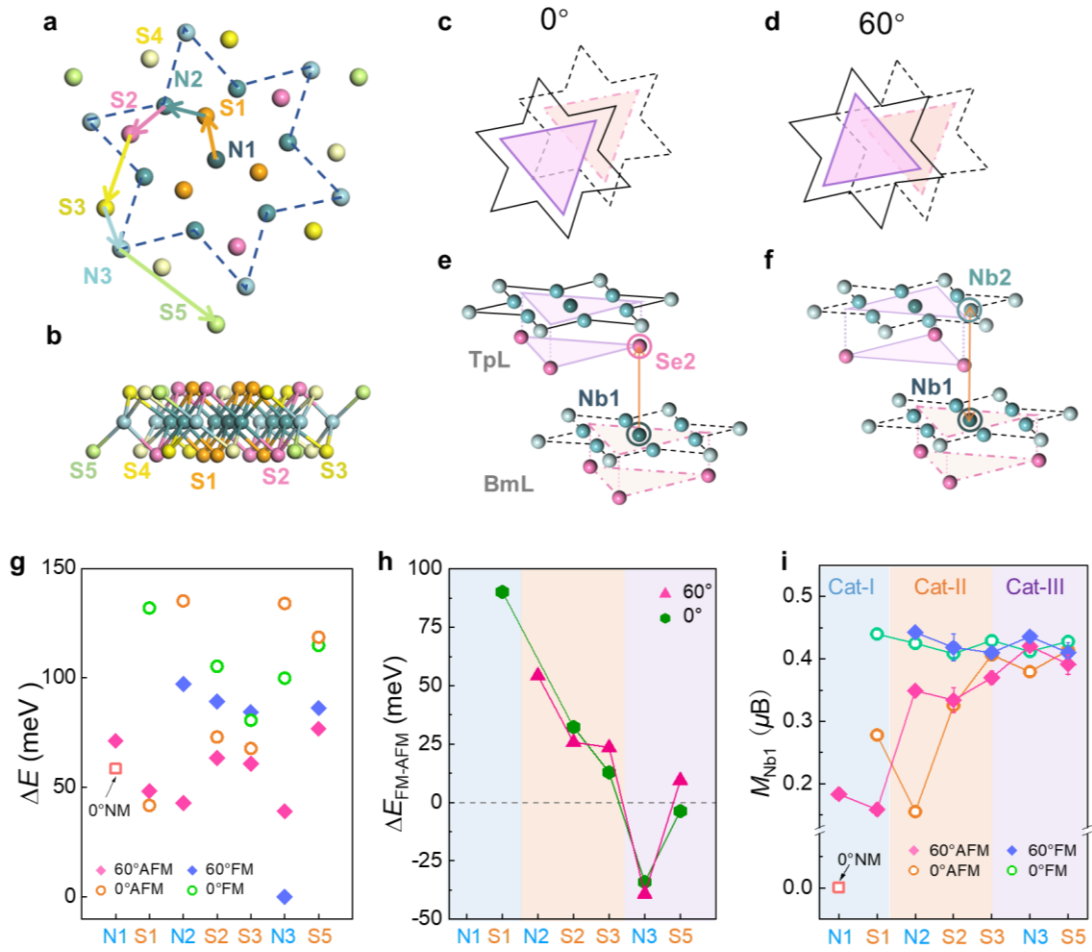 a
S4
N2
S2
S1
N1
S3
N3
S5
b
S5
S4
S1
S2
S3
c
0°
d
60°
e
TpL
Se2
Nb1
BmL
f
Nb2
Nb1
g
ΔE (meV)
150
100
50
0
0°NM
60°AFM
60°FM
0°AFM
0°FM
N1
S1
N2
S2
S3
N3
S5
h
ΔE_FM-AFM (meV)
100
75
50
25
0
-25
-50
60°
0°
N1
S1
N2
S2
S3
N3
S5
i
M_Nb1 (μB)
0.5
0.4
0.3
0.2
0.0
Cat-I
Cat-II
Cat-III
0°NM
60°AFM
60°FM
0°AFM
0°FM
N1
S1
N2
S2
S3
N3
S5